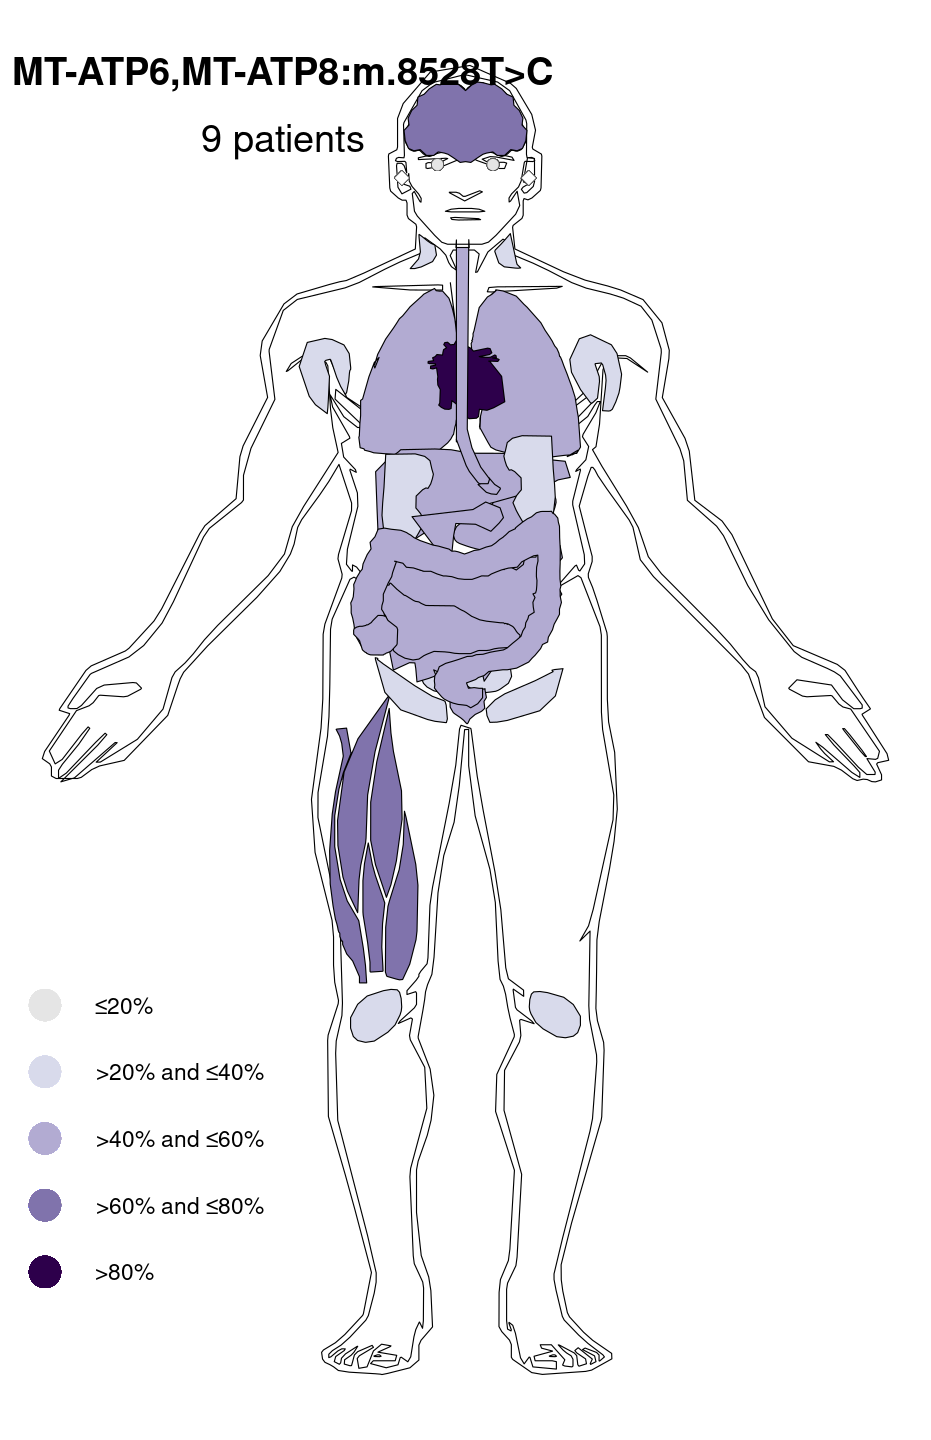 MT-ATP6,MT-ATP8:m.8528T>C
9 patients
≤20%
>20% and ≤40%
>40% and ≤60%
>60% and ≤80%
>80%